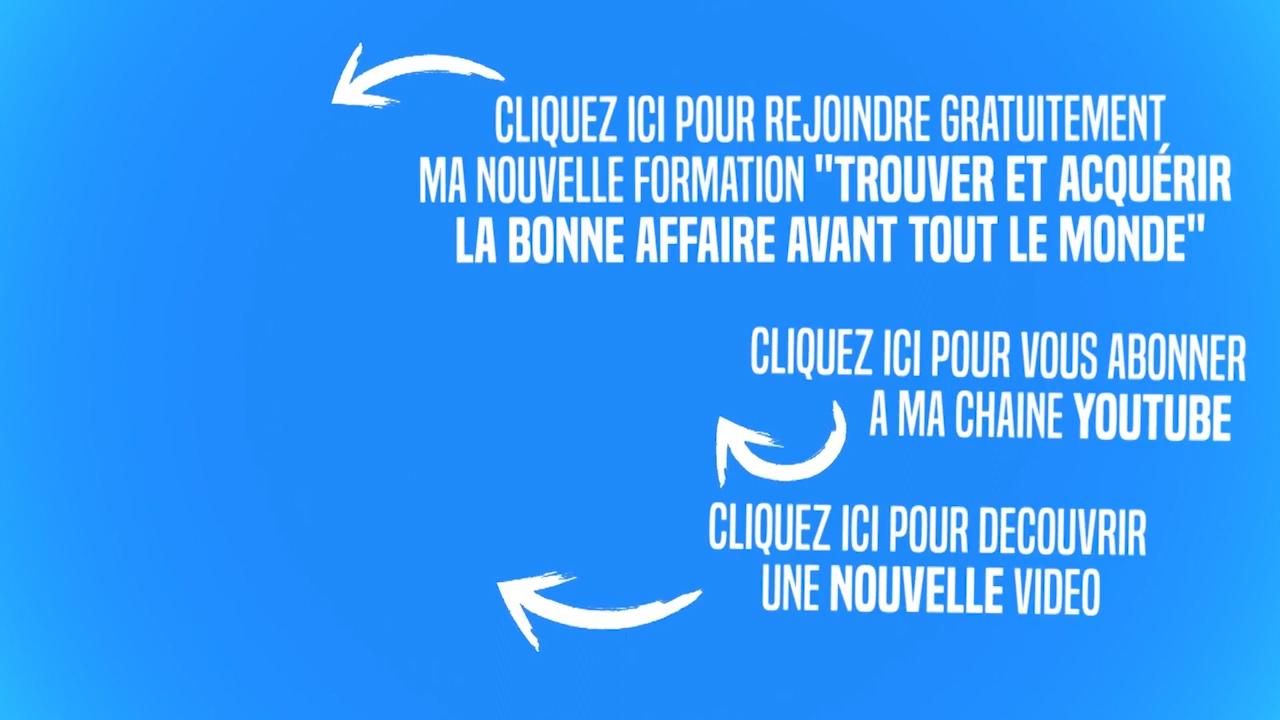 CLIQUEZ ICI POUR REJOINDRE GRATUITEMENT
MA NOUVELLE FORMATION "TROUVER ET ACQUÉRIR
LA BONNE AFFAIRE AVANT TOUT LE MONDE"
CLIQUEZ ICI POUR VOUS ABONNER
A MA CHAINE YOUTUBE
CLIQUEZ ICI POUR DECOUVRIR
UNE NOUVELLE VIDEO